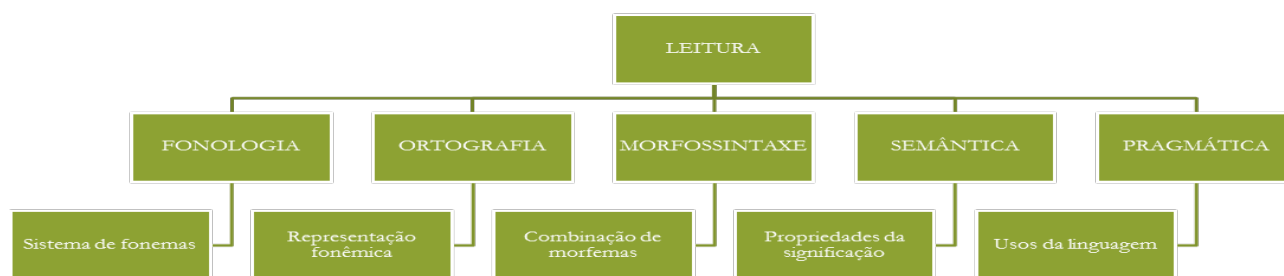 LEITURA
FONOLOGIA
ORTOGRAFIA
MORFOSSINTAXE
SEMÂNTICA
PRAGMÁTICA
Sistema de fonemas
Representação
fonêmica
Combinação de
morfemas
Propriedades da
significação
Usos da linguagem